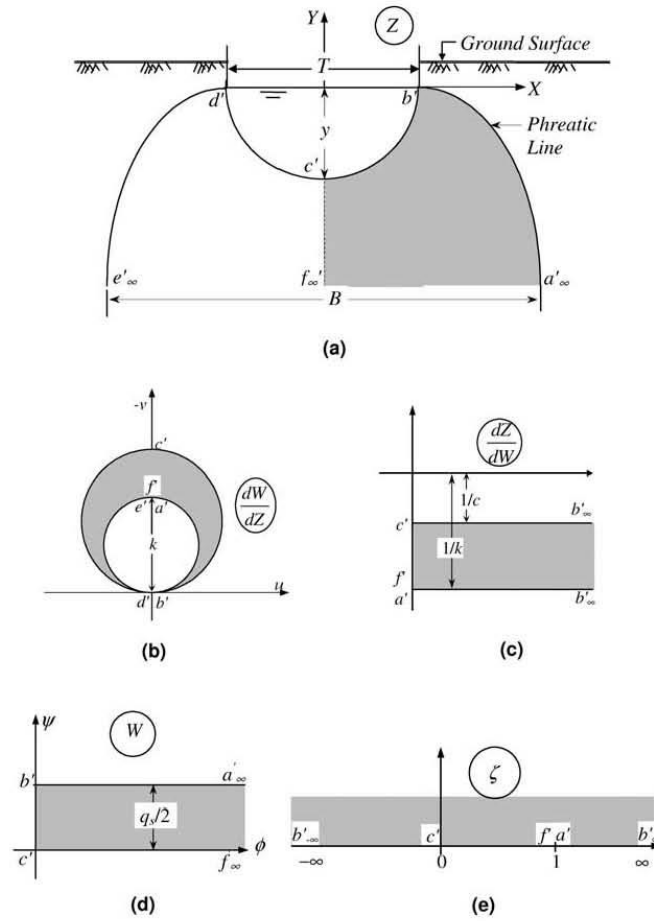 Y
Z
Ground Surface
T
d' b' X
y
Phreatic
Line
c'
e'∞ f∞' a'∞
B
(a)
-v
c'
f'
e' a'
dW
dZ
k
u
d' b'
(b)
dZ
dW
1/c
c' b'∞
1/k
f'
a' b'∞
(c)
ψ
W
b' a'∞
qs/2
c' f∞ ϕ
(d)
ζ
b'-∞ c' f' a' b'
-∞ 0 1 ∞
(e)